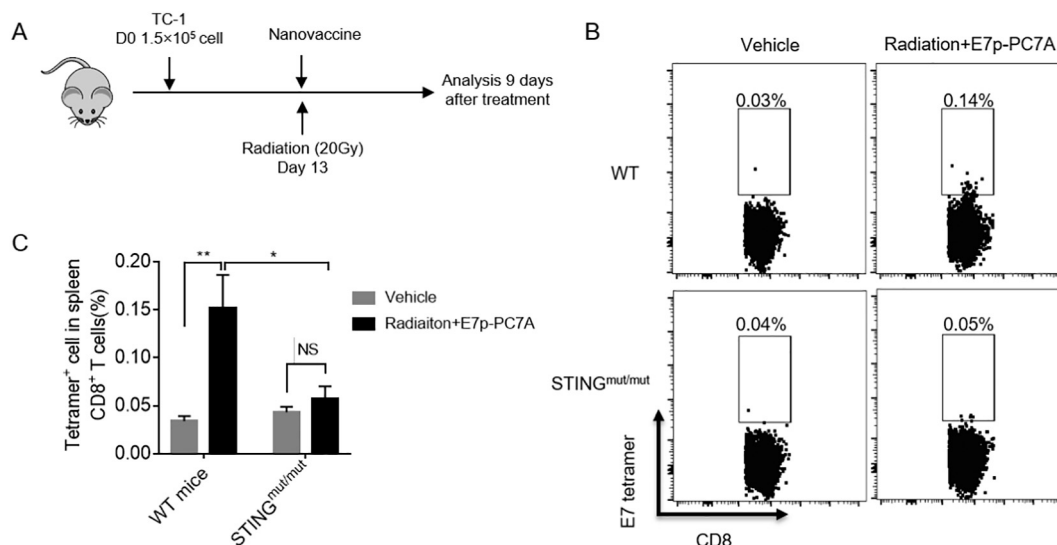 A
TC-1
D0 1.5×10⁵ cell
Nanovaccine
Analysis 9 days
after treatment
Radiation (20Gy)
Day 13
B
Vehicle
Radiation+E7p-PC7A
WT
0.03%
0.14%
STING^mut/mut
0.04%
0.05%
E7 tetramer
CD8
C
Tetramer⁺ cell in spleen
CD8⁺ T cells(%)
0.20
0.15
0.10
0.05
0.00
**
*
NS
Vehicle
Radiaiton+E7p-PC7A
WT mice
STING^mut/mut